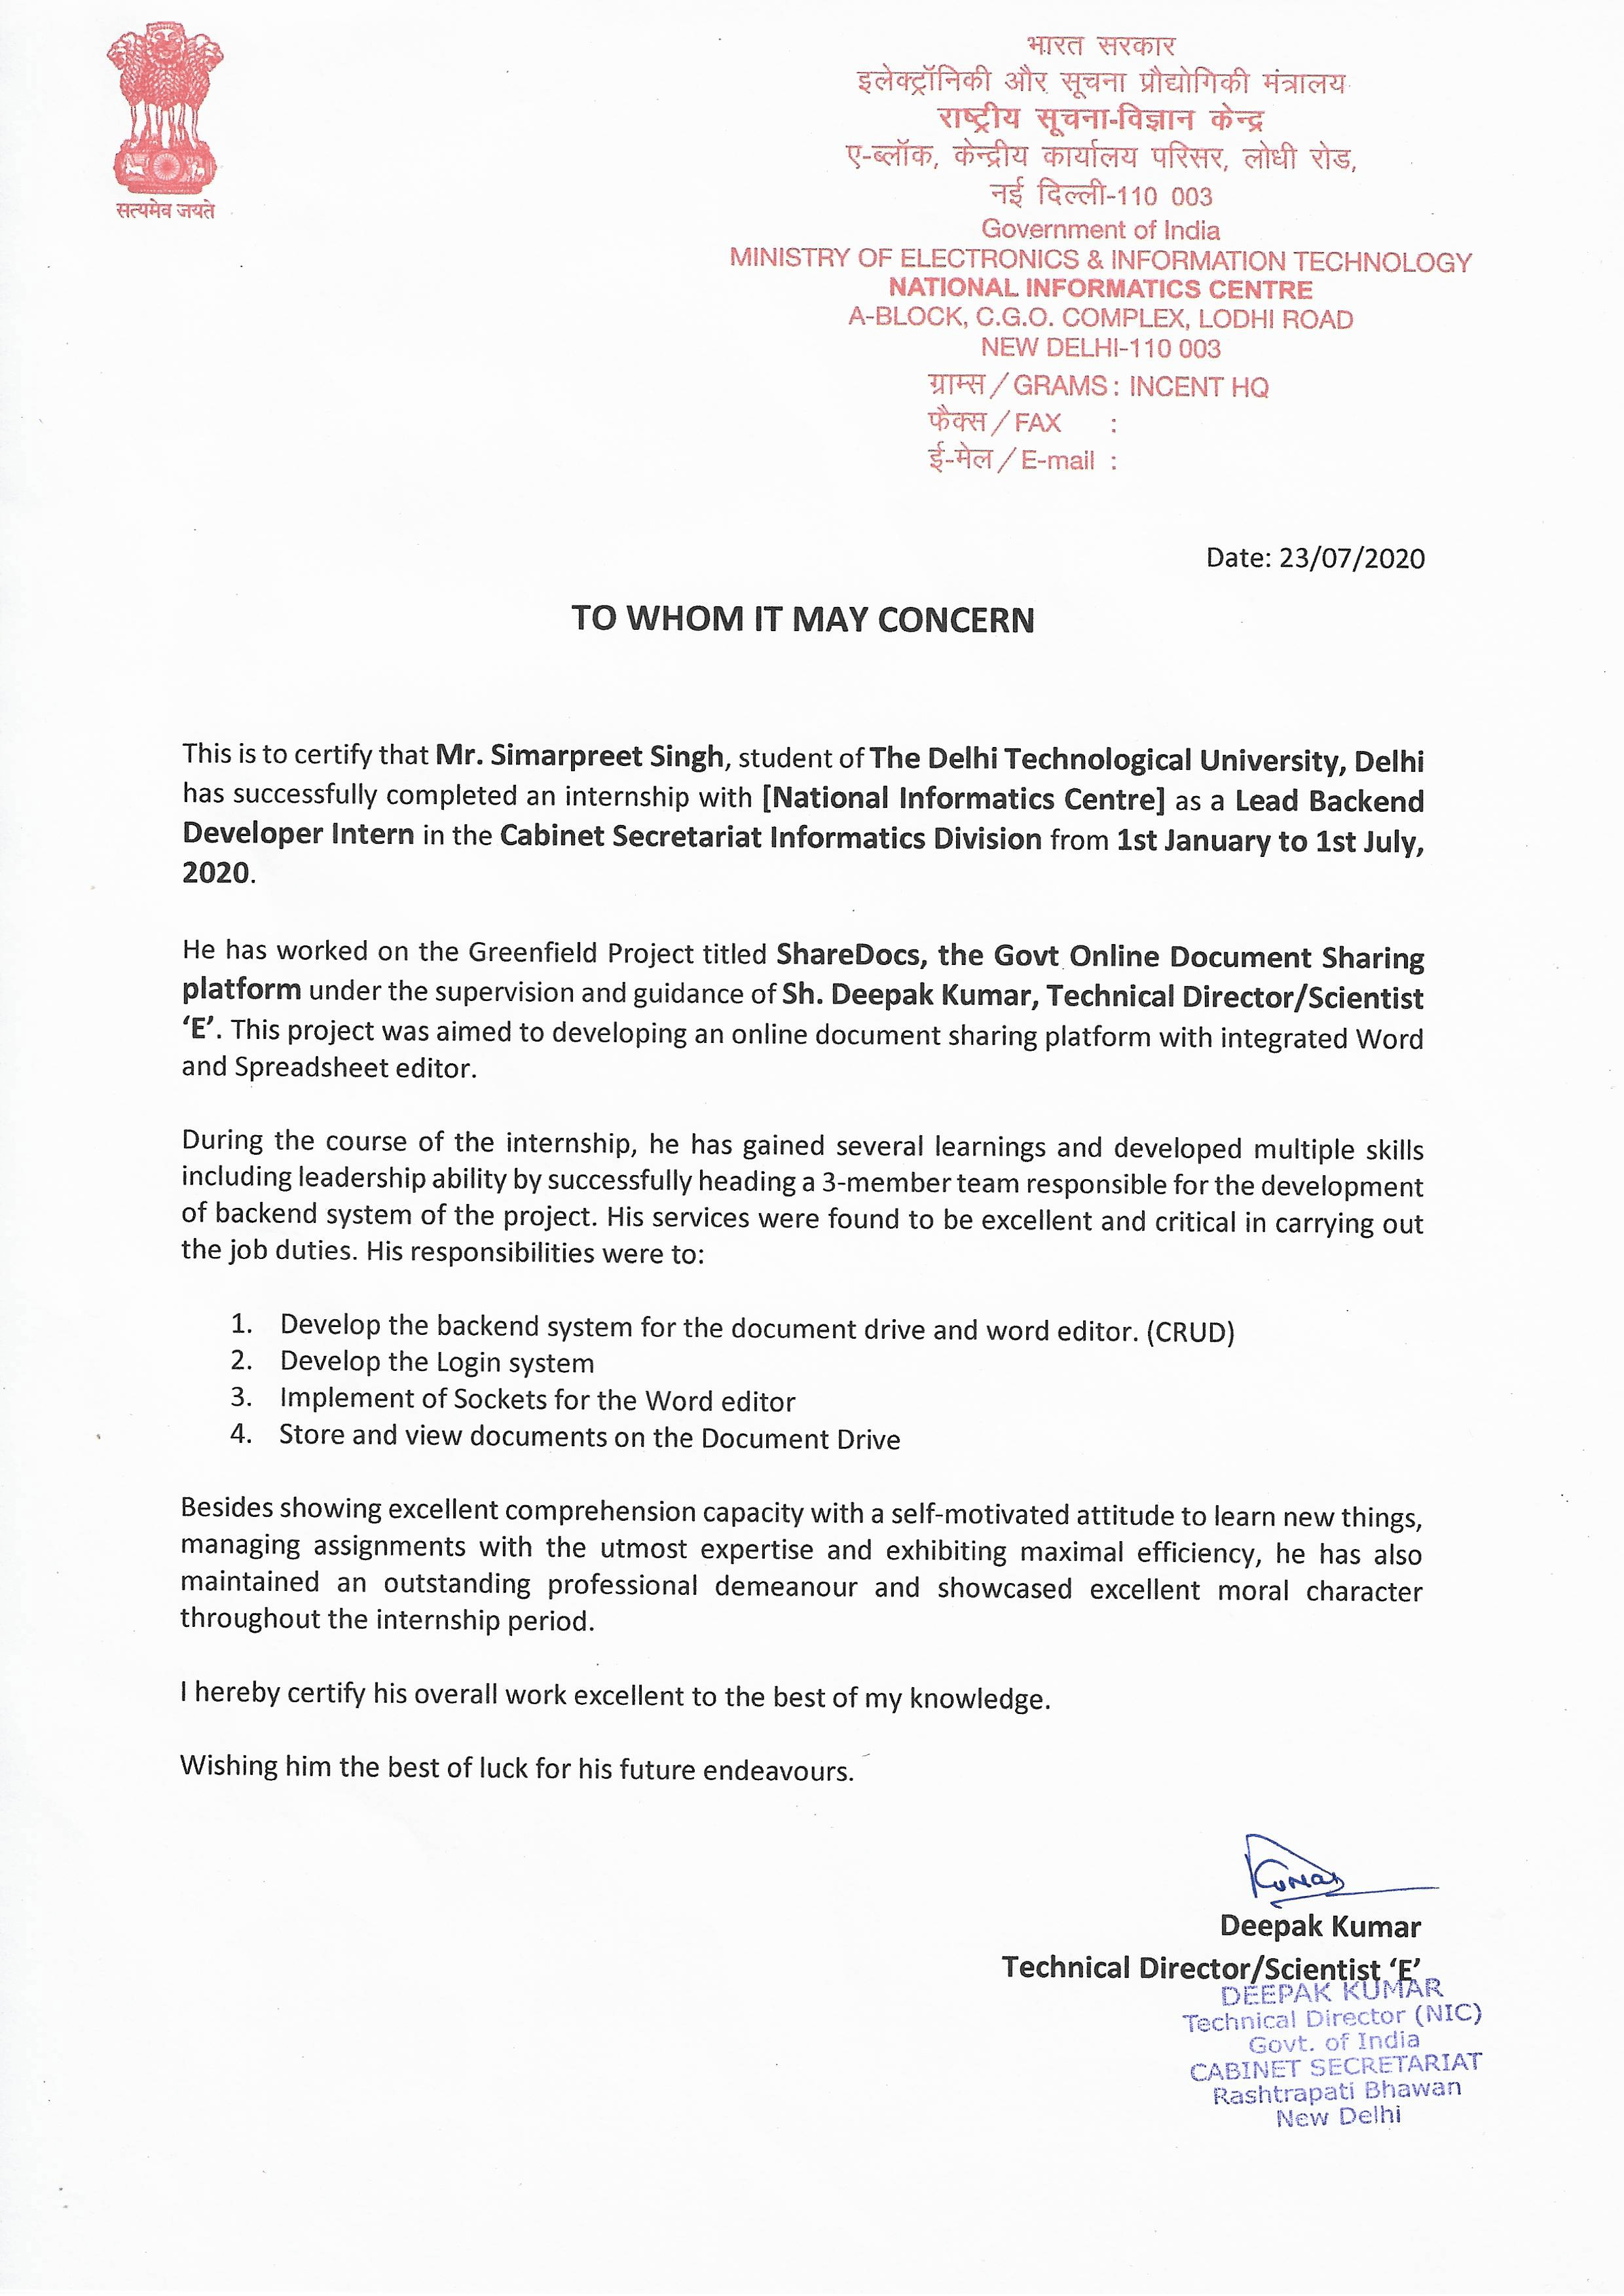 सत्यमेव जयते
भारत सरकार
इलेक्ट्रॉनिकी और सूचना प्रौद्योगिकी मंत्रालय
राष्ट्रीय सूचना-विज्ञान केन्द्र
ए-ब्लॉक, केन्द्रीय कार्यालय परिसर, लोधी रोड,
नई दिल्ली-110 003
Government of India
MINISTRY OF ELECTRONICS & INFORMATION TECHNOLOGY
NATIONAL INFORMATICS CENTRE
A-BLOCK, C.G.O. COMPLEX, LODHI ROAD
NEW DELHI-110 003
ग्राम्स / GRAMS : INCENT HQ
फैक्स / FAX :
ई-मेल / E-mail :
Date: 23/07/2020
TO WHOM IT MAY CONCERN
This is to certify that Mr. Simarpreet Singh, student of The Delhi Technological University, Delhi
has successfully completed an internship with [National Informatics Centre] as a Lead Backend
Developer Intern in the Cabinet Secretariat Informatics Division from 1st January to 1st July,
2020.
He has worked on the Greenfield Project titled ShareDocs, the Govt Online Document Sharing
platform under the supervision and guidance of Sh. Deepak Kumar, Technical Director/Scientist
‘E’. This project was aimed to developing an online document sharing platform with integrated Word
and Spreadsheet editor.
During the course of the internship, he has gained several learnings and developed multiple skills
including leadership ability by successfully heading a 3-member team responsible for the development
of backend system of the project. His services were found to be excellent and critical in carrying out
the job duties. His responsibilities were to:
1. Develop the backend system for the document drive and word editor. (CRUD)
2. Develop the Login system
3. Implement of Sockets for the Word editor
4. Store and view documents on the Document Drive
Besides showing excellent comprehension capacity with a self-motivated attitude to learn new things,
managing assignments with the utmost expertise and exhibiting maximal efficiency, he has also
maintained an outstanding professional demeanour and showcased excellent moral character
throughout the internship period.
I hereby certify his overall work excellent to the best of my knowledge.
Wishing him the best of luck for his future endeavours.
Kumar
Deepak Kumar
Technical Director/Scientist ‘E’
DEEPAK KUMAR
Technical Director (NIC)
Govt. of India
CABINET SECRETARIAT
Rashtrapati Bhawan
New Delhi